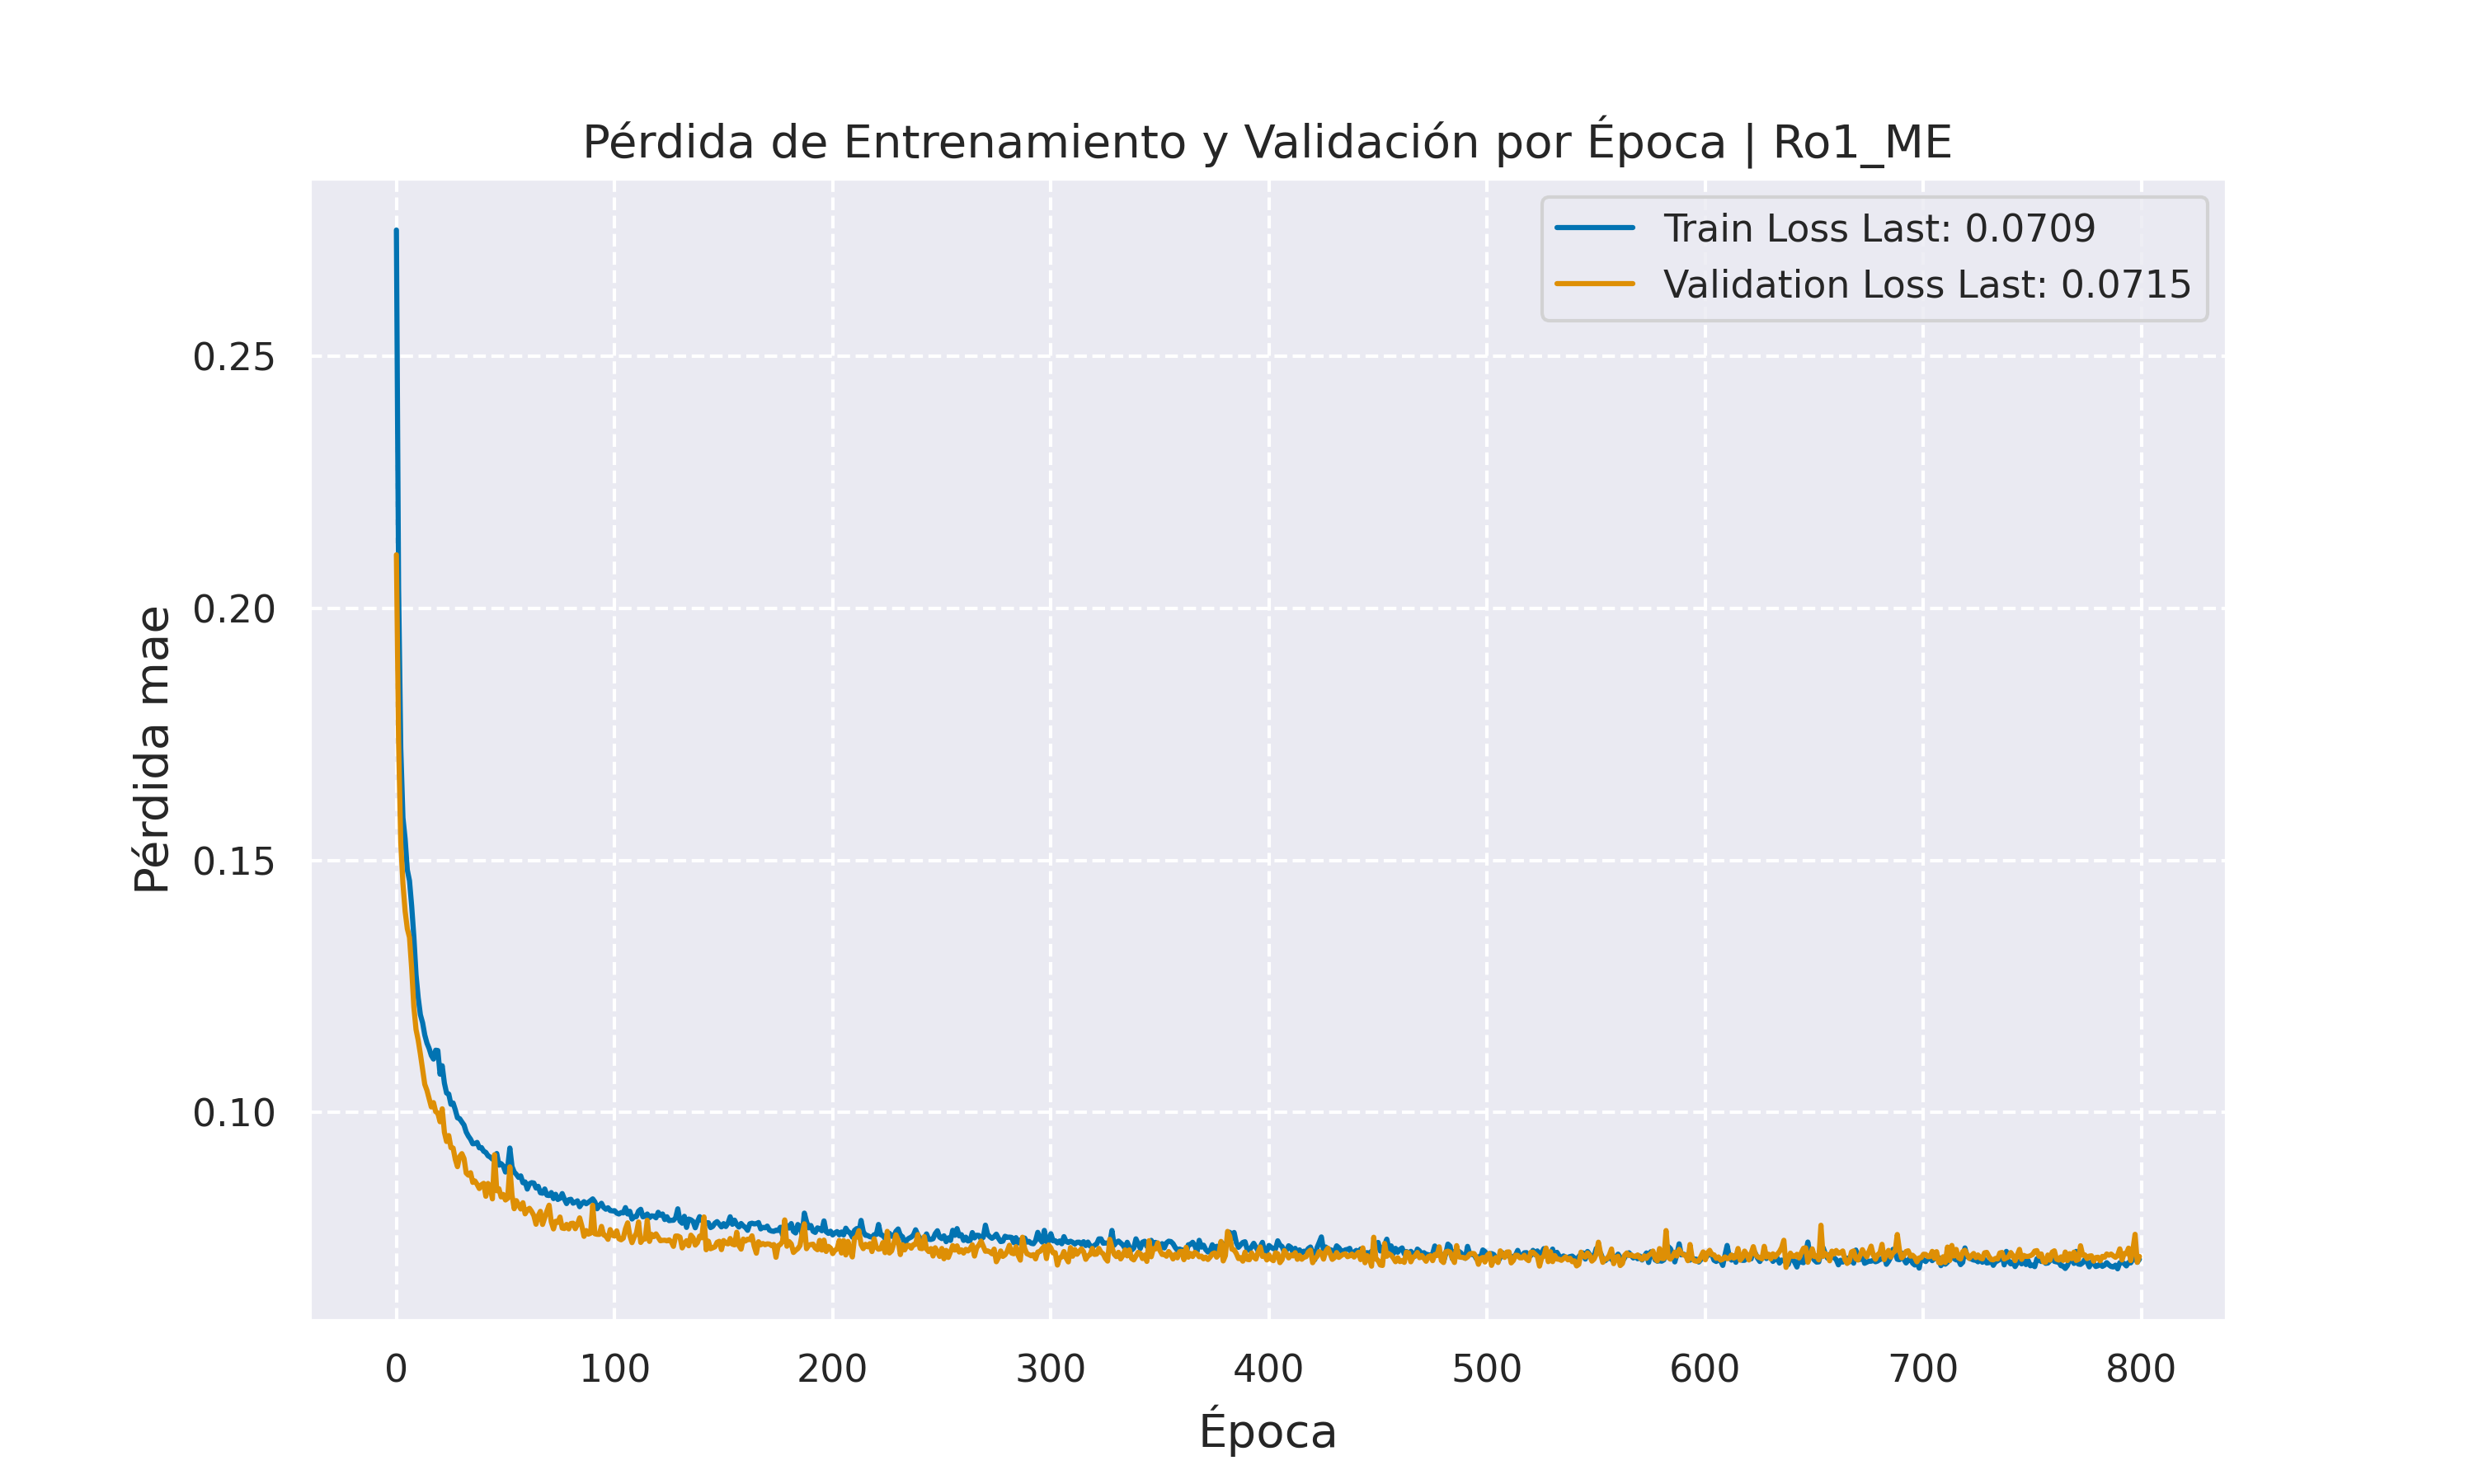 Pérdida de Entrenamiento y Validación por Época | Ro1_ME
Train Loss Last: 0.0709
Validation Loss Last: 0.0715
Pérdida mae
0.25
0.20
0.15
0.10
0 100 200 300 400 500 600 700 800
Época